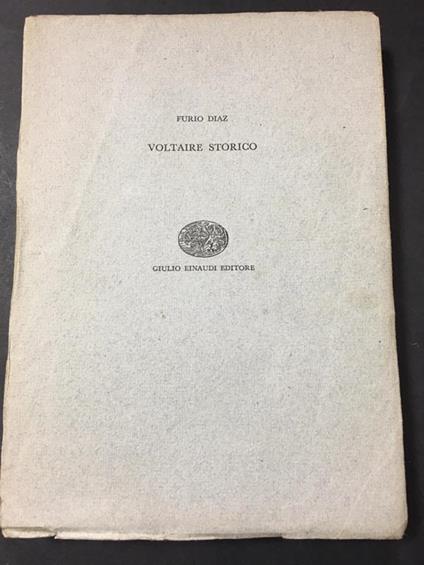 FURIO DIAZ
VOLTAIRE STORICO
GIULIO EINAUDI EDITORE